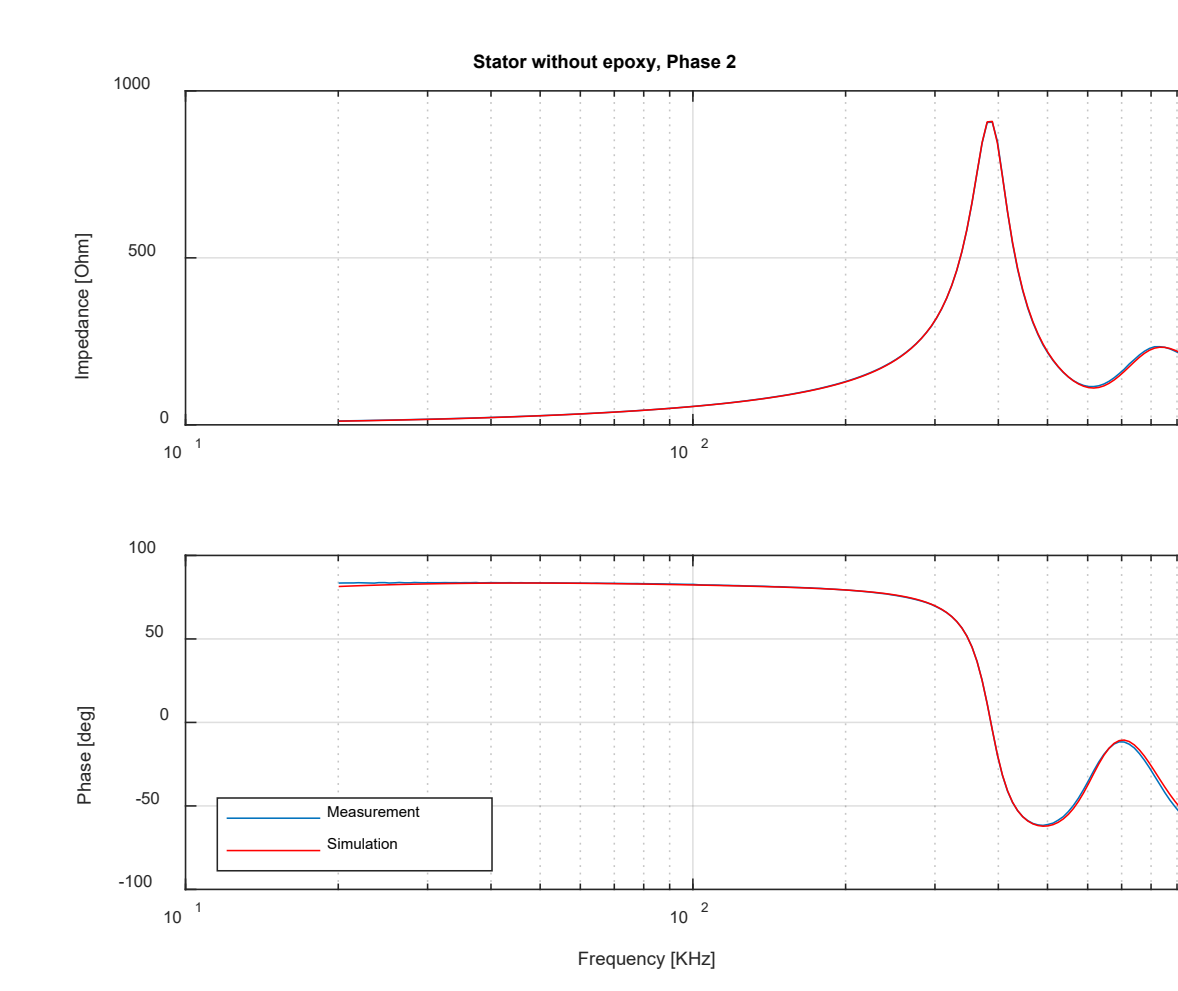 Stator without epoxy, Phase 2
1000
500
0
Impedance [Ohm]
10 1
10 2
100
50
0
-50
-100
Phase [deg]
Measurement
Simulation
10 1
10 2
Frequency [KHz]